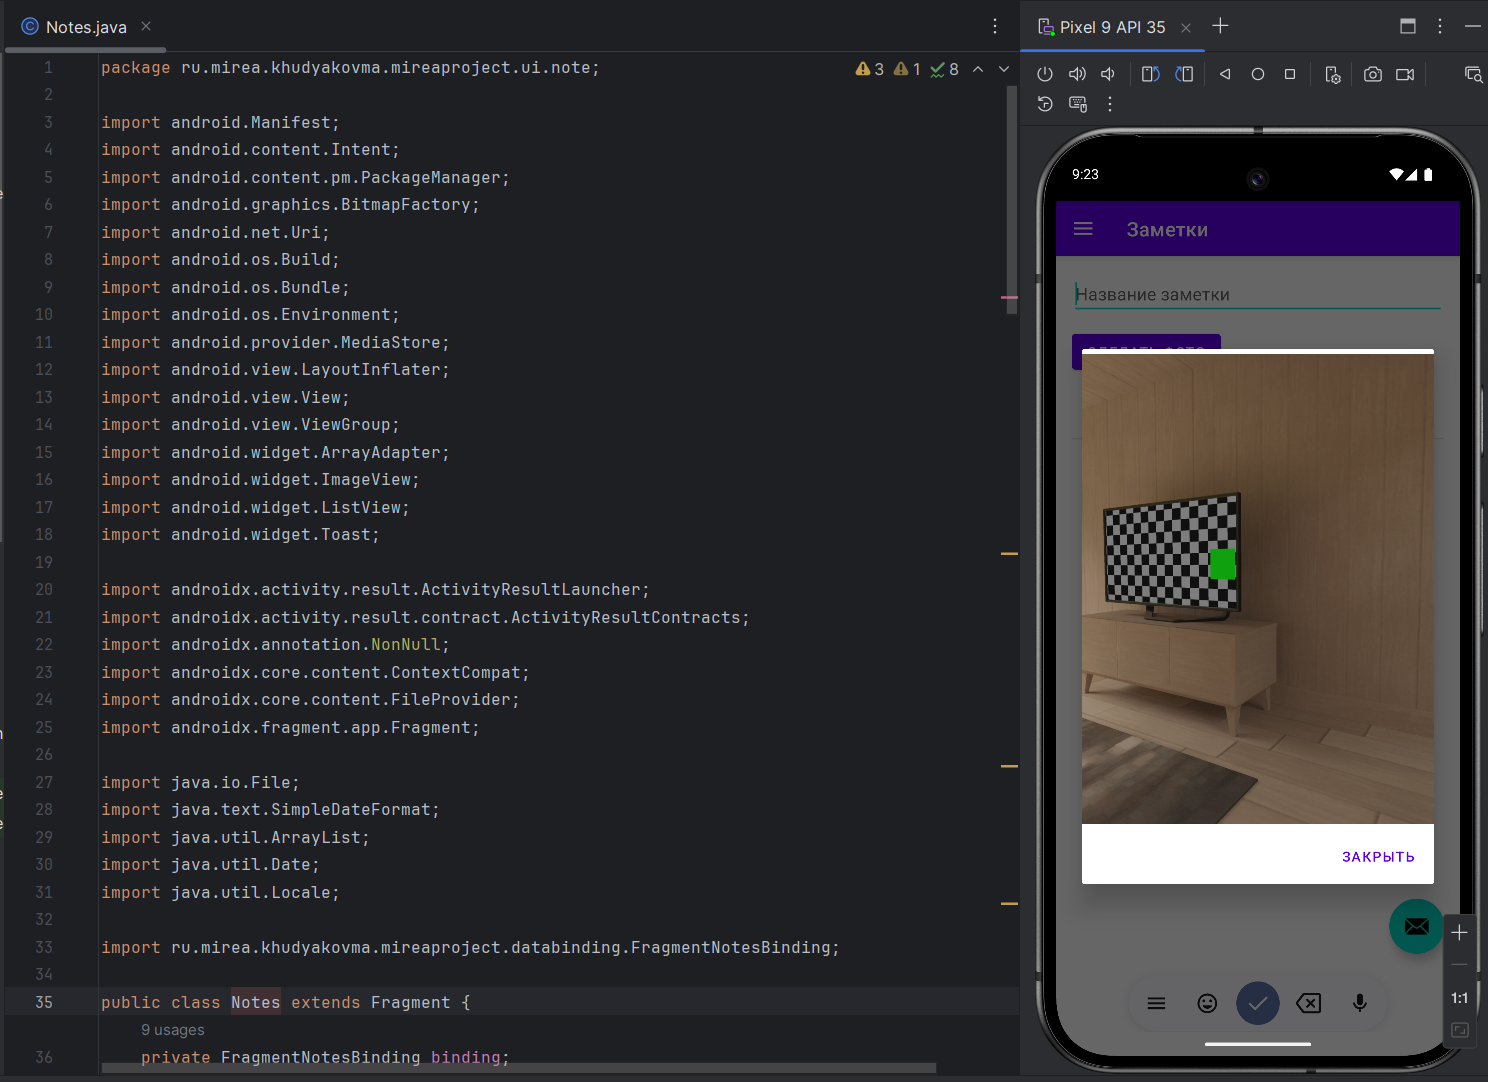 Notes.java
Pixel 9 API 35
3 1 8
1 package ru.mirea.khudyakovma.mireaproject.ui.note;
2
3 import android.Manifest;
4 import android.content.Intent;
5 import android.content.pm.PackageManager;
6 import android.graphics.BitmapFactory;
7 import android.net.Uri;
8 import android.os.Build;
9 import android.os.Bundle;
10 import android.os.Environment;
11 import android.provider.MediaStore;
12 import android.view.LayoutInflater;
13 import android.view.View;
14 import android.view.ViewGroup;
15 import android.widget.ArrayAdapter;
16 import android.widget.ImageView;
17 import android.widget.ListView;
18 import android.widget.Toast;
19
20 import androidx.activity.result.ActivityResultLauncher;
21 import androidx.activity.result.contract.ActivityResultContracts;
22 import androidx.annotation.NonNull;
23 import androidx.core.content.ContextCompat;
24 import androidx.core.content.FileProvider;
25 import androidx.fragment.app.Fragment;
26
27 import java.io.File;
28 import java.text.SimpleDateFormat;
29 import java.util.ArrayList;
30 import java.util.Date;
31 import java.util.Locale;
32
33 import ru.mirea.khudyakovma.mireaproject.databinding.FragmentNotesBinding;
34
35 public class Notes extends Fragment {
9 usages
36 private FragmentNotesBinding binding;
9:23
Заметки
Название заметки
ЗАКРЫТЬ
1:1